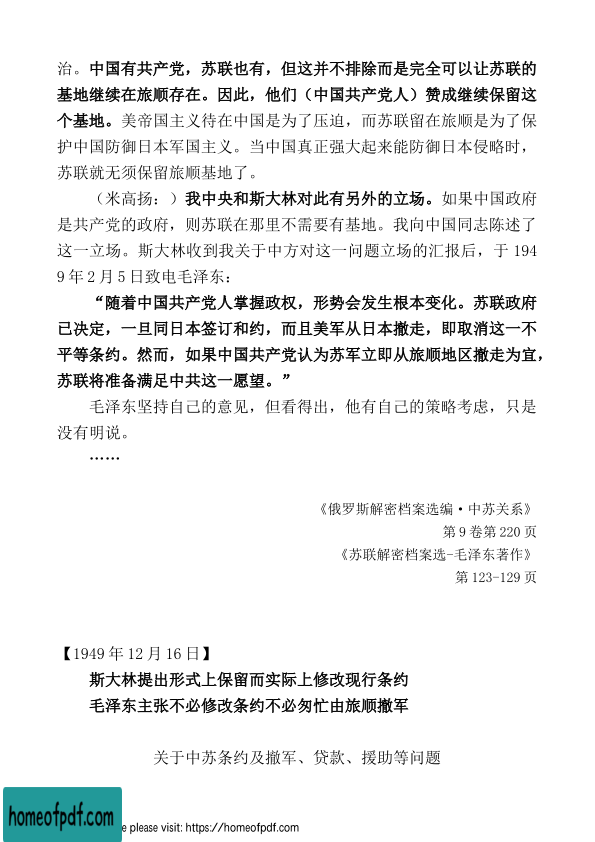 治。中国有共产党，苏联也有，但这并不排除而是完全可以让苏联的
基地继续在旅顺存在。因此，他们（中国共产党人）赞成继续保留这
个基地。美帝国主义待在中国是为了压迫，而苏联留在旅顺是为了保
护中国防御日本军国主义。当中国真正强大起来能防御日本侵略时，
苏联就无须保留旅顺基地了。
（米高扬：）我中央和斯大林对此有另外的立场。如果中国政府
是共产党的政府，则苏联在那里不需要有基地。我向中国同志陈述了
这一立场。斯大林收到我关于中方对这一问题立场的汇报后，于 194
9 年 2 月 5 日致电毛泽东：
“随着中国共产党人掌握政权，形势会发生根本变化。苏联政府
已决定，一旦同日本签订和约，而且美军从日本撤走，即取消这一不
平等条约。然而，如果中国共产党认为苏军立即从旅顺地区撤走为宜，
苏联将准备满足中共这一愿望。”
毛泽东坚持自己的意见，但看得出，他有自己的策略考虑，只是
没有明说。
……
《俄罗斯解密档案选编·中苏关系》
第 9 卷第 220 页
《苏联解密档案选-毛泽东著作》
第 123-129 页
【1949 年 12 月 16 日】
斯大林提出形式上保留而实际上修改现行条约
毛泽东主张不必修改条约不必匆忙由旅顺撤军
关于中苏条约及撤军、贷款、援助等问题
homeofpdf.com
please visit: https://homeofpdf.com